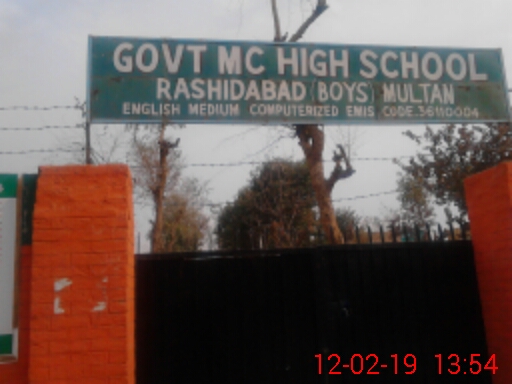 GOVT MC HIGH SCHOOL
RASHIDABAD (BOYS) MULTAN
ENGLISH MEDIUM COMPUTERIZED EMIS CODE.36110004
12-02-19 13:54